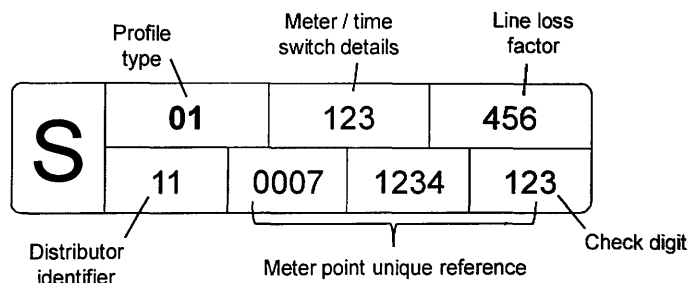 Profile
type
Meter / time
switch details
Line loss
factor
S
01
123
456
11
0007
1234
123
Distributor
identifier
Meter point unique reference
Check digit